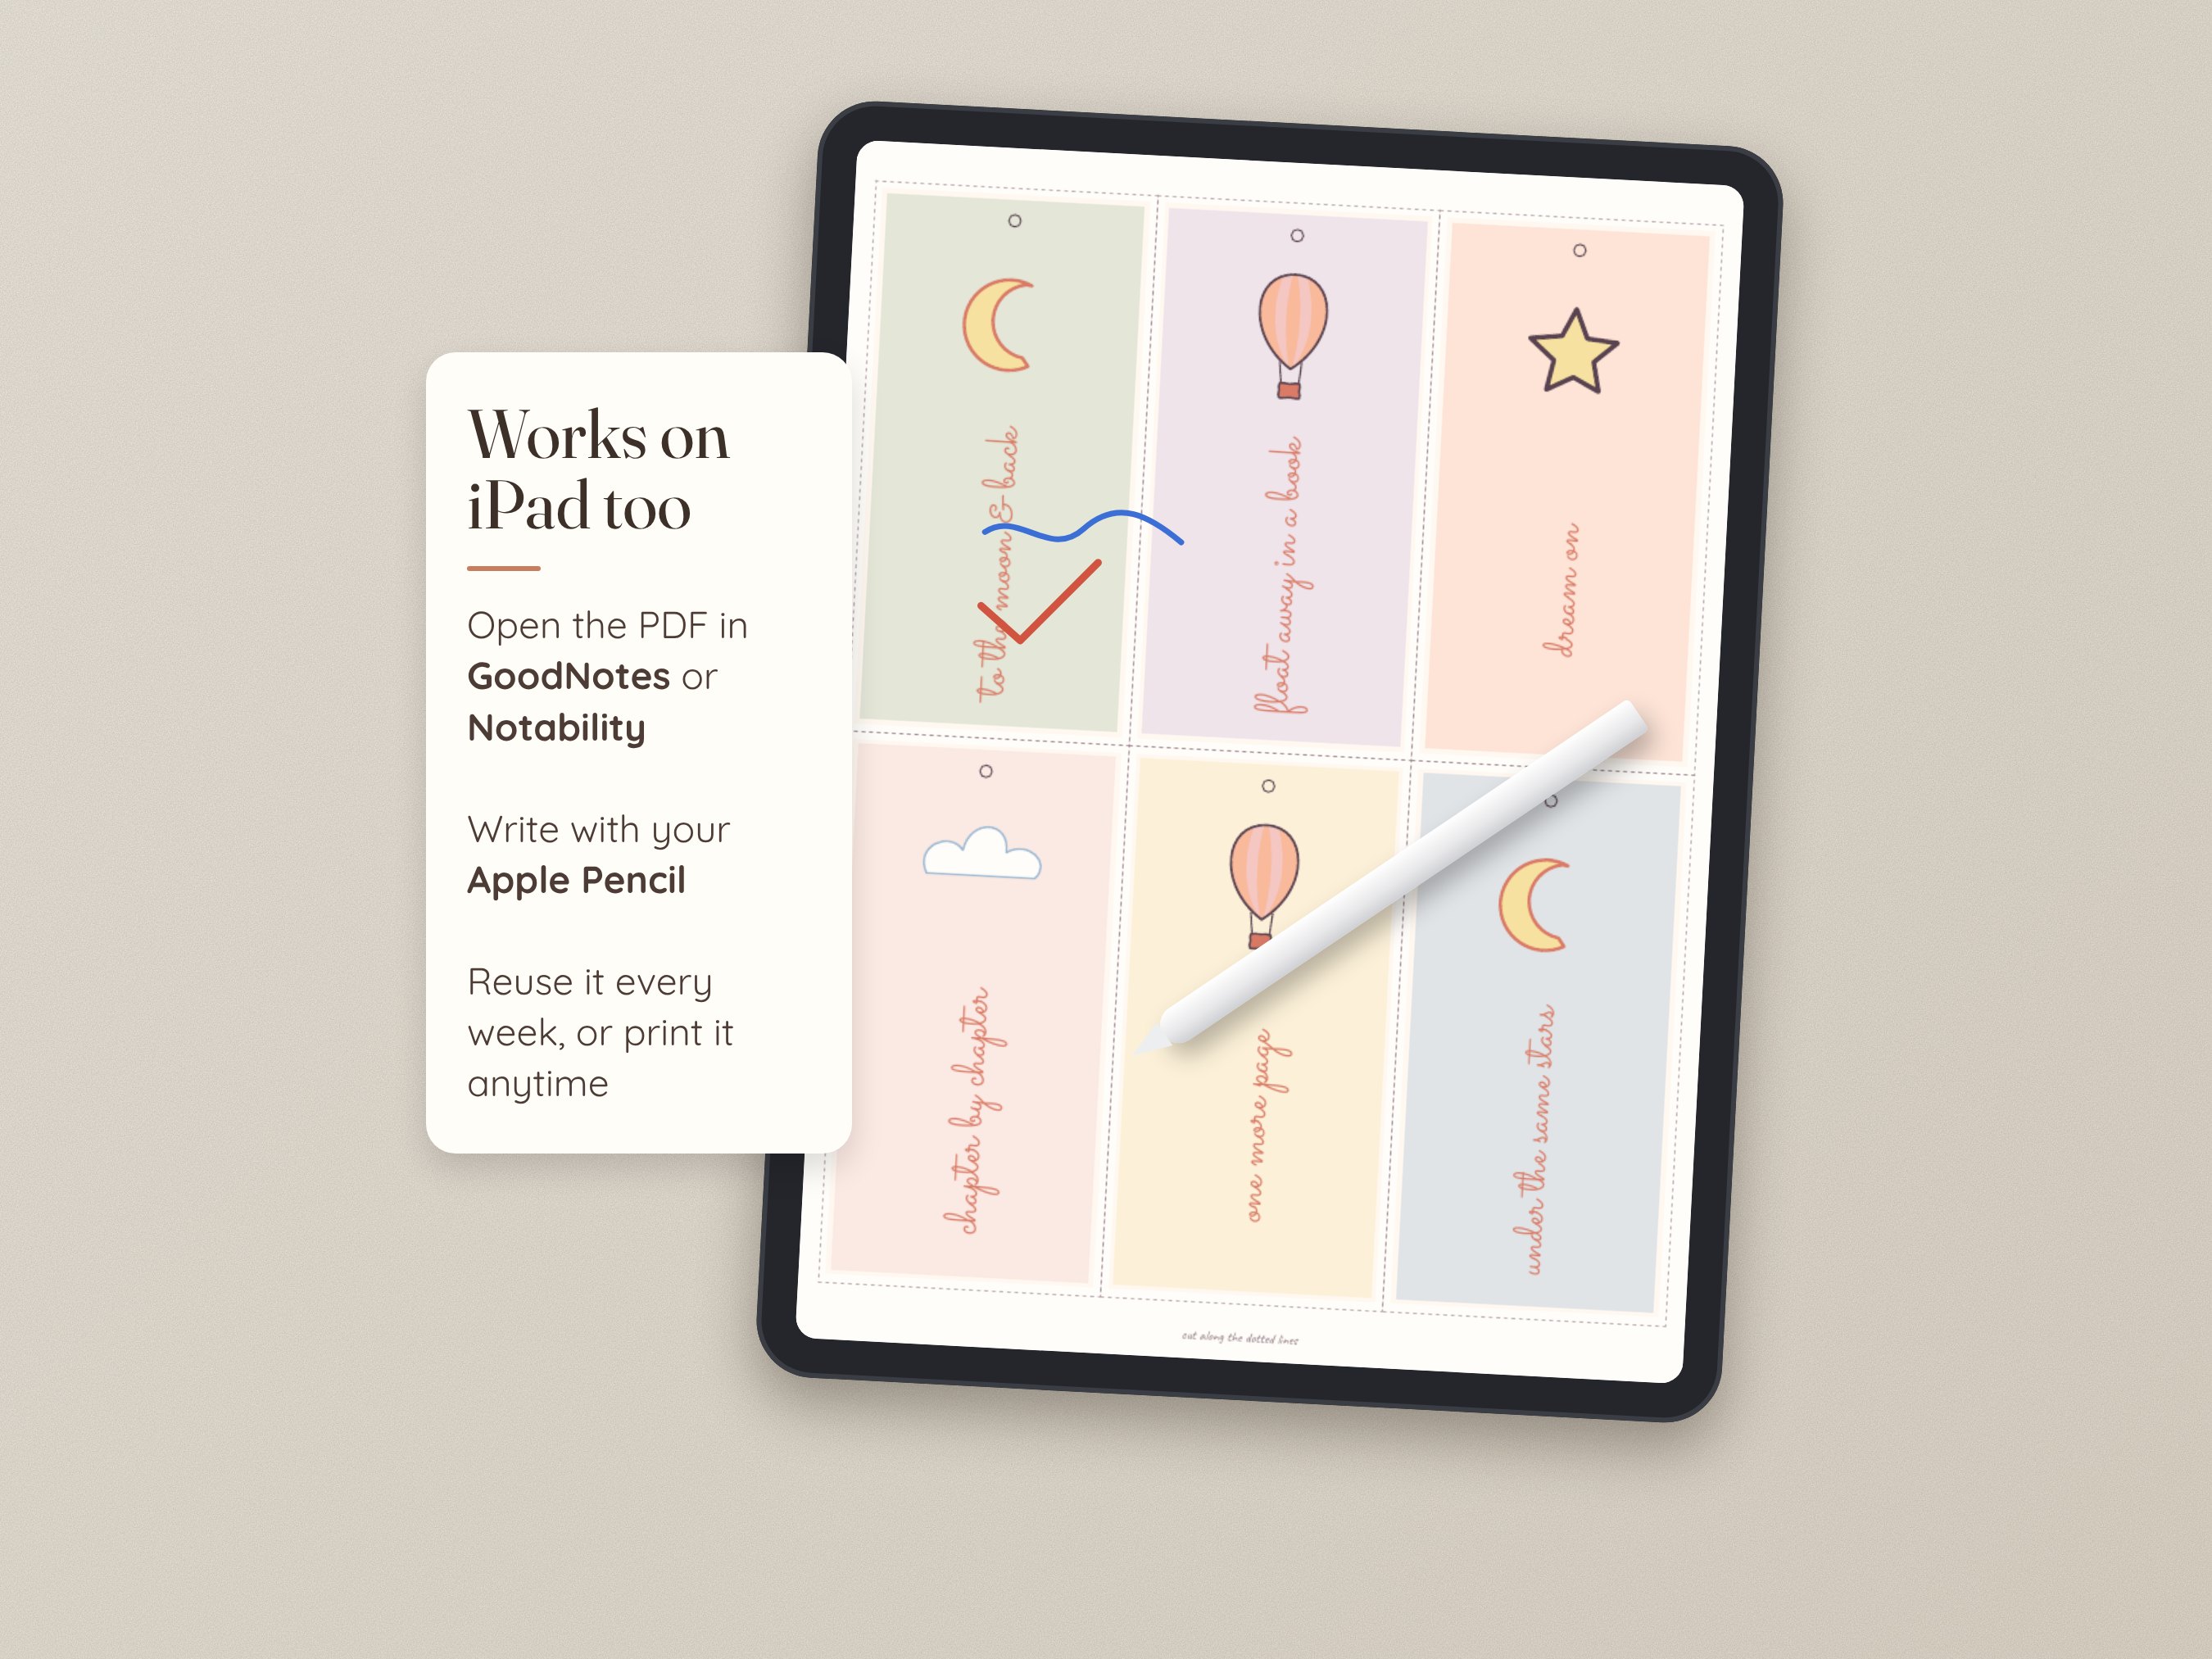 Works on
iPad too
Open the PDF in
GoodNotes or
Notability
Write with your
Apple Pencil
Reuse it every
week, or print it
anytime
to the moon & back
float away in a book
dream on
chapter by chapter
one more page
under the same stars
cut along the dotted lines